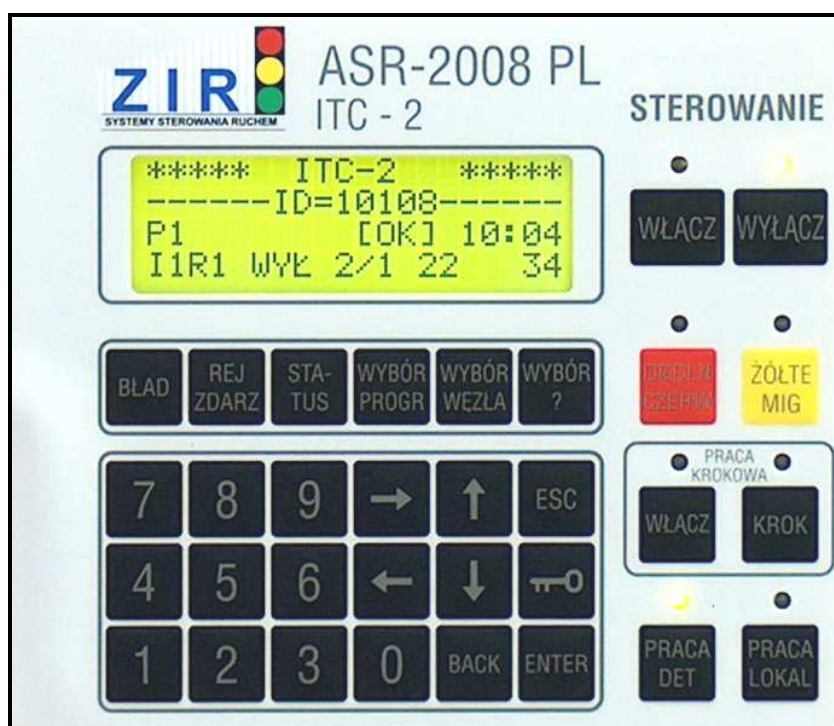 ZIR
SYSTEMY STEROWANIA RUCHEM
ASR-2008 PL
ITC - 2
STEROWANIE
***** ITC-2 *****
------ID=10108------
P1 [OK] 10:04
I1R1 WYŁ 2/1 22 34
WŁĄCZ WYŁĄCZ
BŁAD REJ ZDARZ STA-TUS WYBÓR PROGR WYBÓR WĘZŁA WYBÓR ?
ŻÓŁTE
MIG
PRACA
KROKOWA
WŁĄCZ KROK
7 8 9 → ↑ ESC
4 5 6 ← ↓
1 2 3 0 BACK ENTER
PRACA DET
PRACA LOKAL